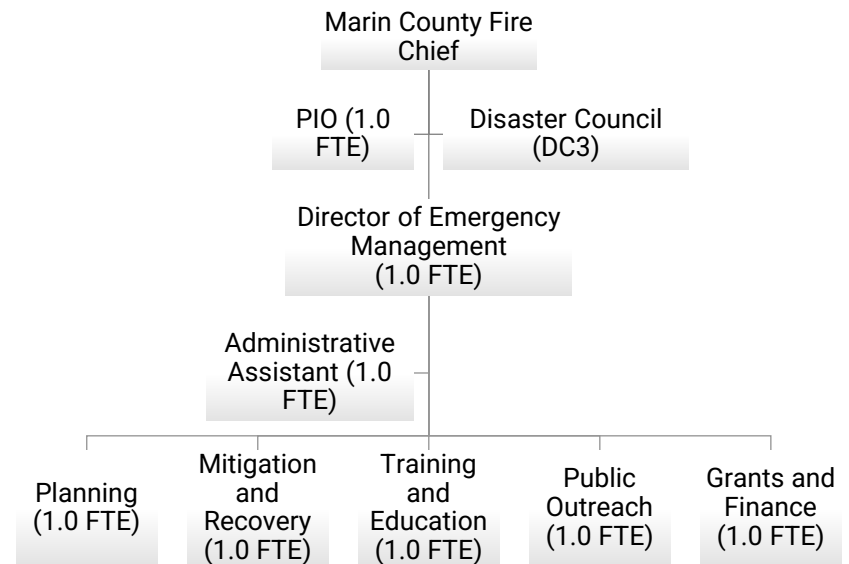 Marin County Fire
Chief
PIO (1.0
FTE)
Disaster Council
(DC3)
Director of Emergency
Management
(1.0 FTE)
Administrative
Assistant (1.0
FTE)
Planning
(1.0 FTE)
Mitigation
and
Recovery
(1.0 FTE)
Training
and
Education
(1.0 FTE)
Public
Outreach
(1.0 FTE)
Grants and
Finance
(1.0 FTE)